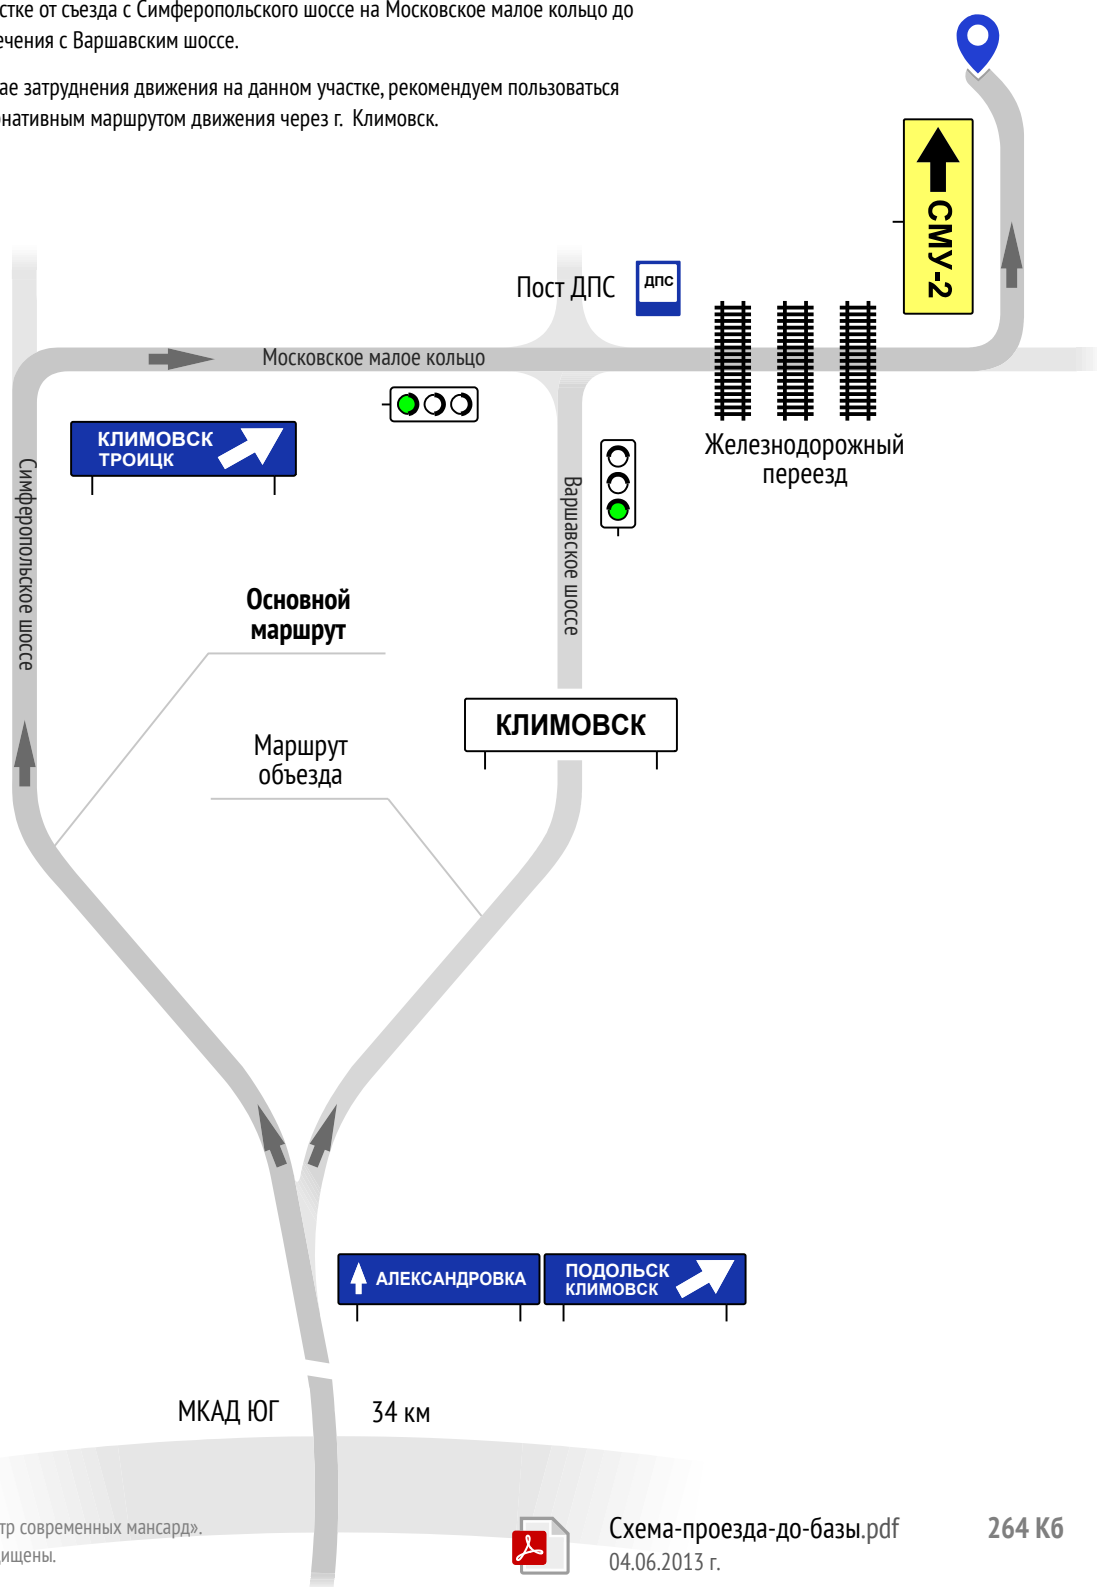 стке от съезда с Симферопольского шоссе на Московское малое кольцо до
ечения с Варшавским шоссе.
ае затруднения движения на данном участке, рекомендуем пользоваться
рнативным маршрутом движения через г. Климовск.
СМУ-2
Пост ДПС
ДПС
Московское малое кольцо
КЛИМОВСК
ТРОИЦК
Железнодорожный
переезд
Симферопольское шоссе
Варшавское шоссе
Основной
маршрут
КЛИМОВСК
Маршрут
объезда
АЛЕКСАНДРОВКА
ПОДОЛЬСК
КЛИМОВСК
МКАД ЮГ
34 км
тр современных мансард».
ищены.
Схема-проезда-до-базы.pdf
264 Кб
04.06.2013 г.